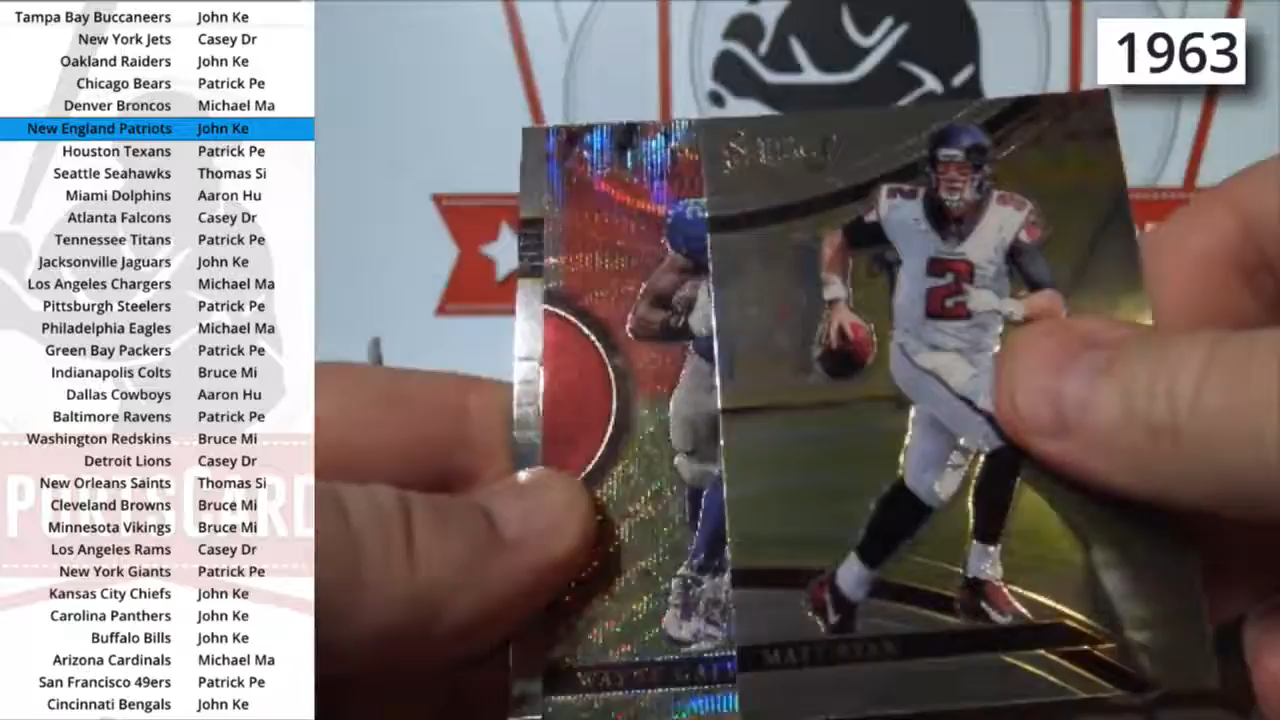 Tampa Bay Buccaneers John Ke
New York Jets Casey Dr
Oakland Raiders John Ke
Chicago Bears Patrick Pe
Denver Broncos Michael Ma
New England Patriots John Ke
Houston Texans Patrick Pe
Seattle Seahawks Thomas Si
Miami Dolphins Aaron Hu
Atlanta Falcons Casey Dr
Tennessee Titans Patrick Pe
Jacksonville Jaguars John Ke
Los Angeles Chargers Michael Ma
Pittsburgh Steelers Patrick Pe
Philadelphia Eagles Michael Ma
Green Bay Packers Patrick Pe
Indianapolis Colts Bruce Mi
Dallas Cowboys Aaron Hu
Baltimore Ravens Patrick Pe
Washington Redskins Bruce Mi
Detroit Lions Casey Dr
New Orleans Saints Thomas Si
Cleveland Browns Bruce Mi
Minnesota Vikings Bruce Mi
Los Angeles Rams Casey Dr
New York Giants Patrick Pe
Kansas City Chiefs John Ke
Carolina Panthers John Ke
Buffalo Bills John Ke
Arizona Cardinals Michael Ma
San Francisco 49ers Patrick Pe
Cincinnati Bengals John Ke
PORTSCARD
1963
Select
2
MATT RYAN
WAYNE GAL